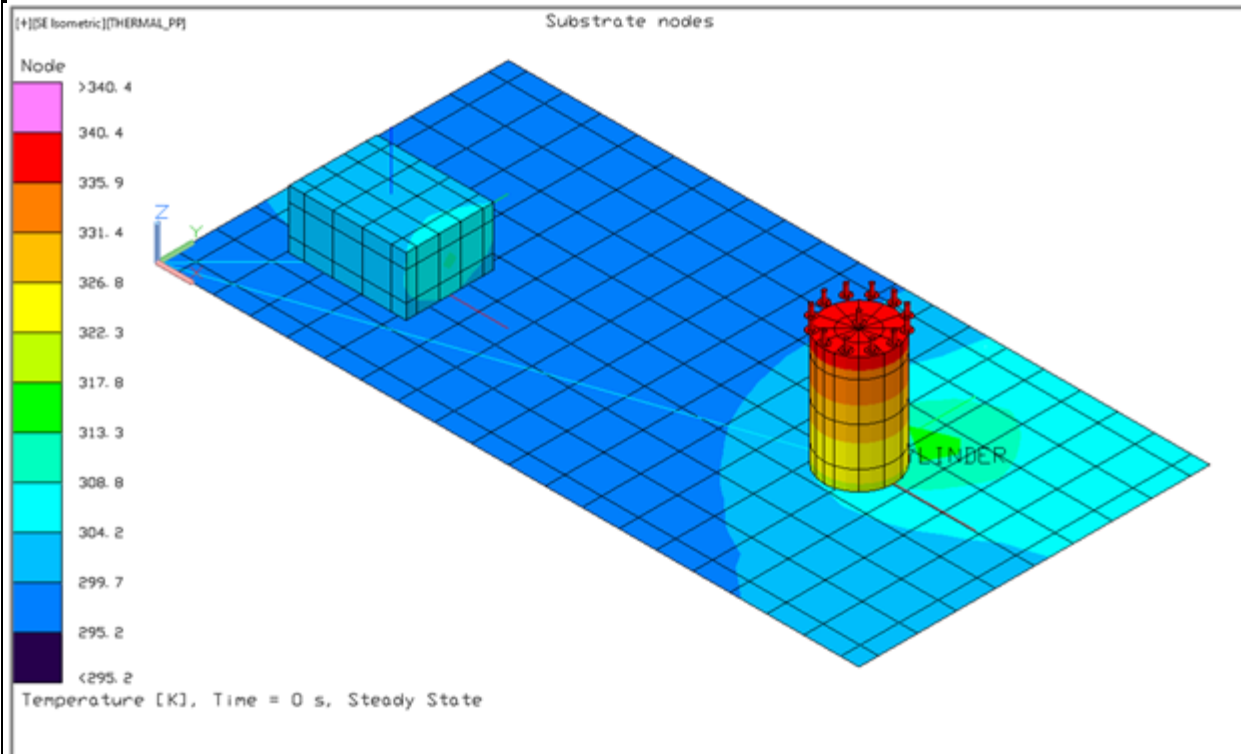 [+][SE Isometric][THERMAL_PP]
Substrate nodes
Node
>340.4
340.4
335.9
331.4
326.8
322.3
317.8
313.3
308.8
304.2
299.7
295.2
<295.2
Z
Y
LINDER
Temperature [K], Time = 0 s, Steady State